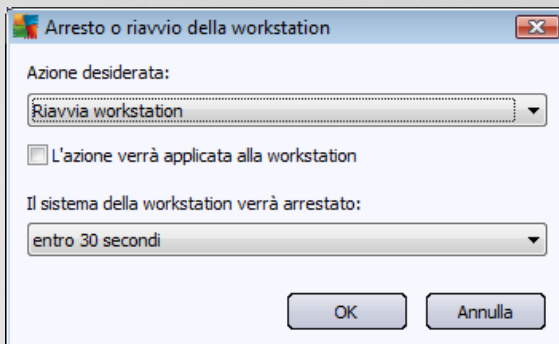 Arresto o riavvio della workstation
Azione desiderata:
Riavvia workstation
L'azione verrà applicata alla workstation
Il sistema della workstation verrà arrestato:
entro 30 secondi
OK Annulla